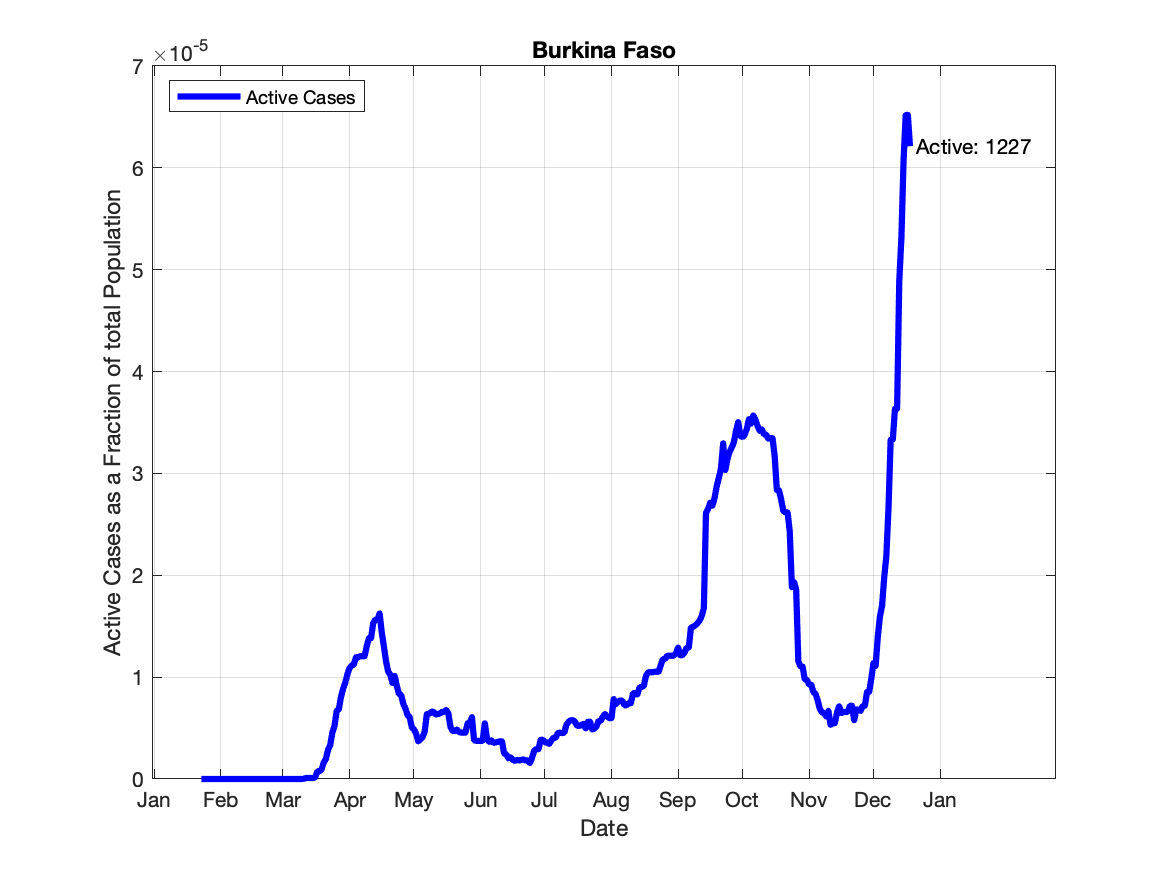 Burkina Faso
×10-5
7
6
5
4
3
2
1
0
Active Cases as a Fraction of total Population
Active Cases
Active: 1227
Jan Feb Mar Apr May Jun Jul Aug Sep Oct Nov Dec Jan
Date